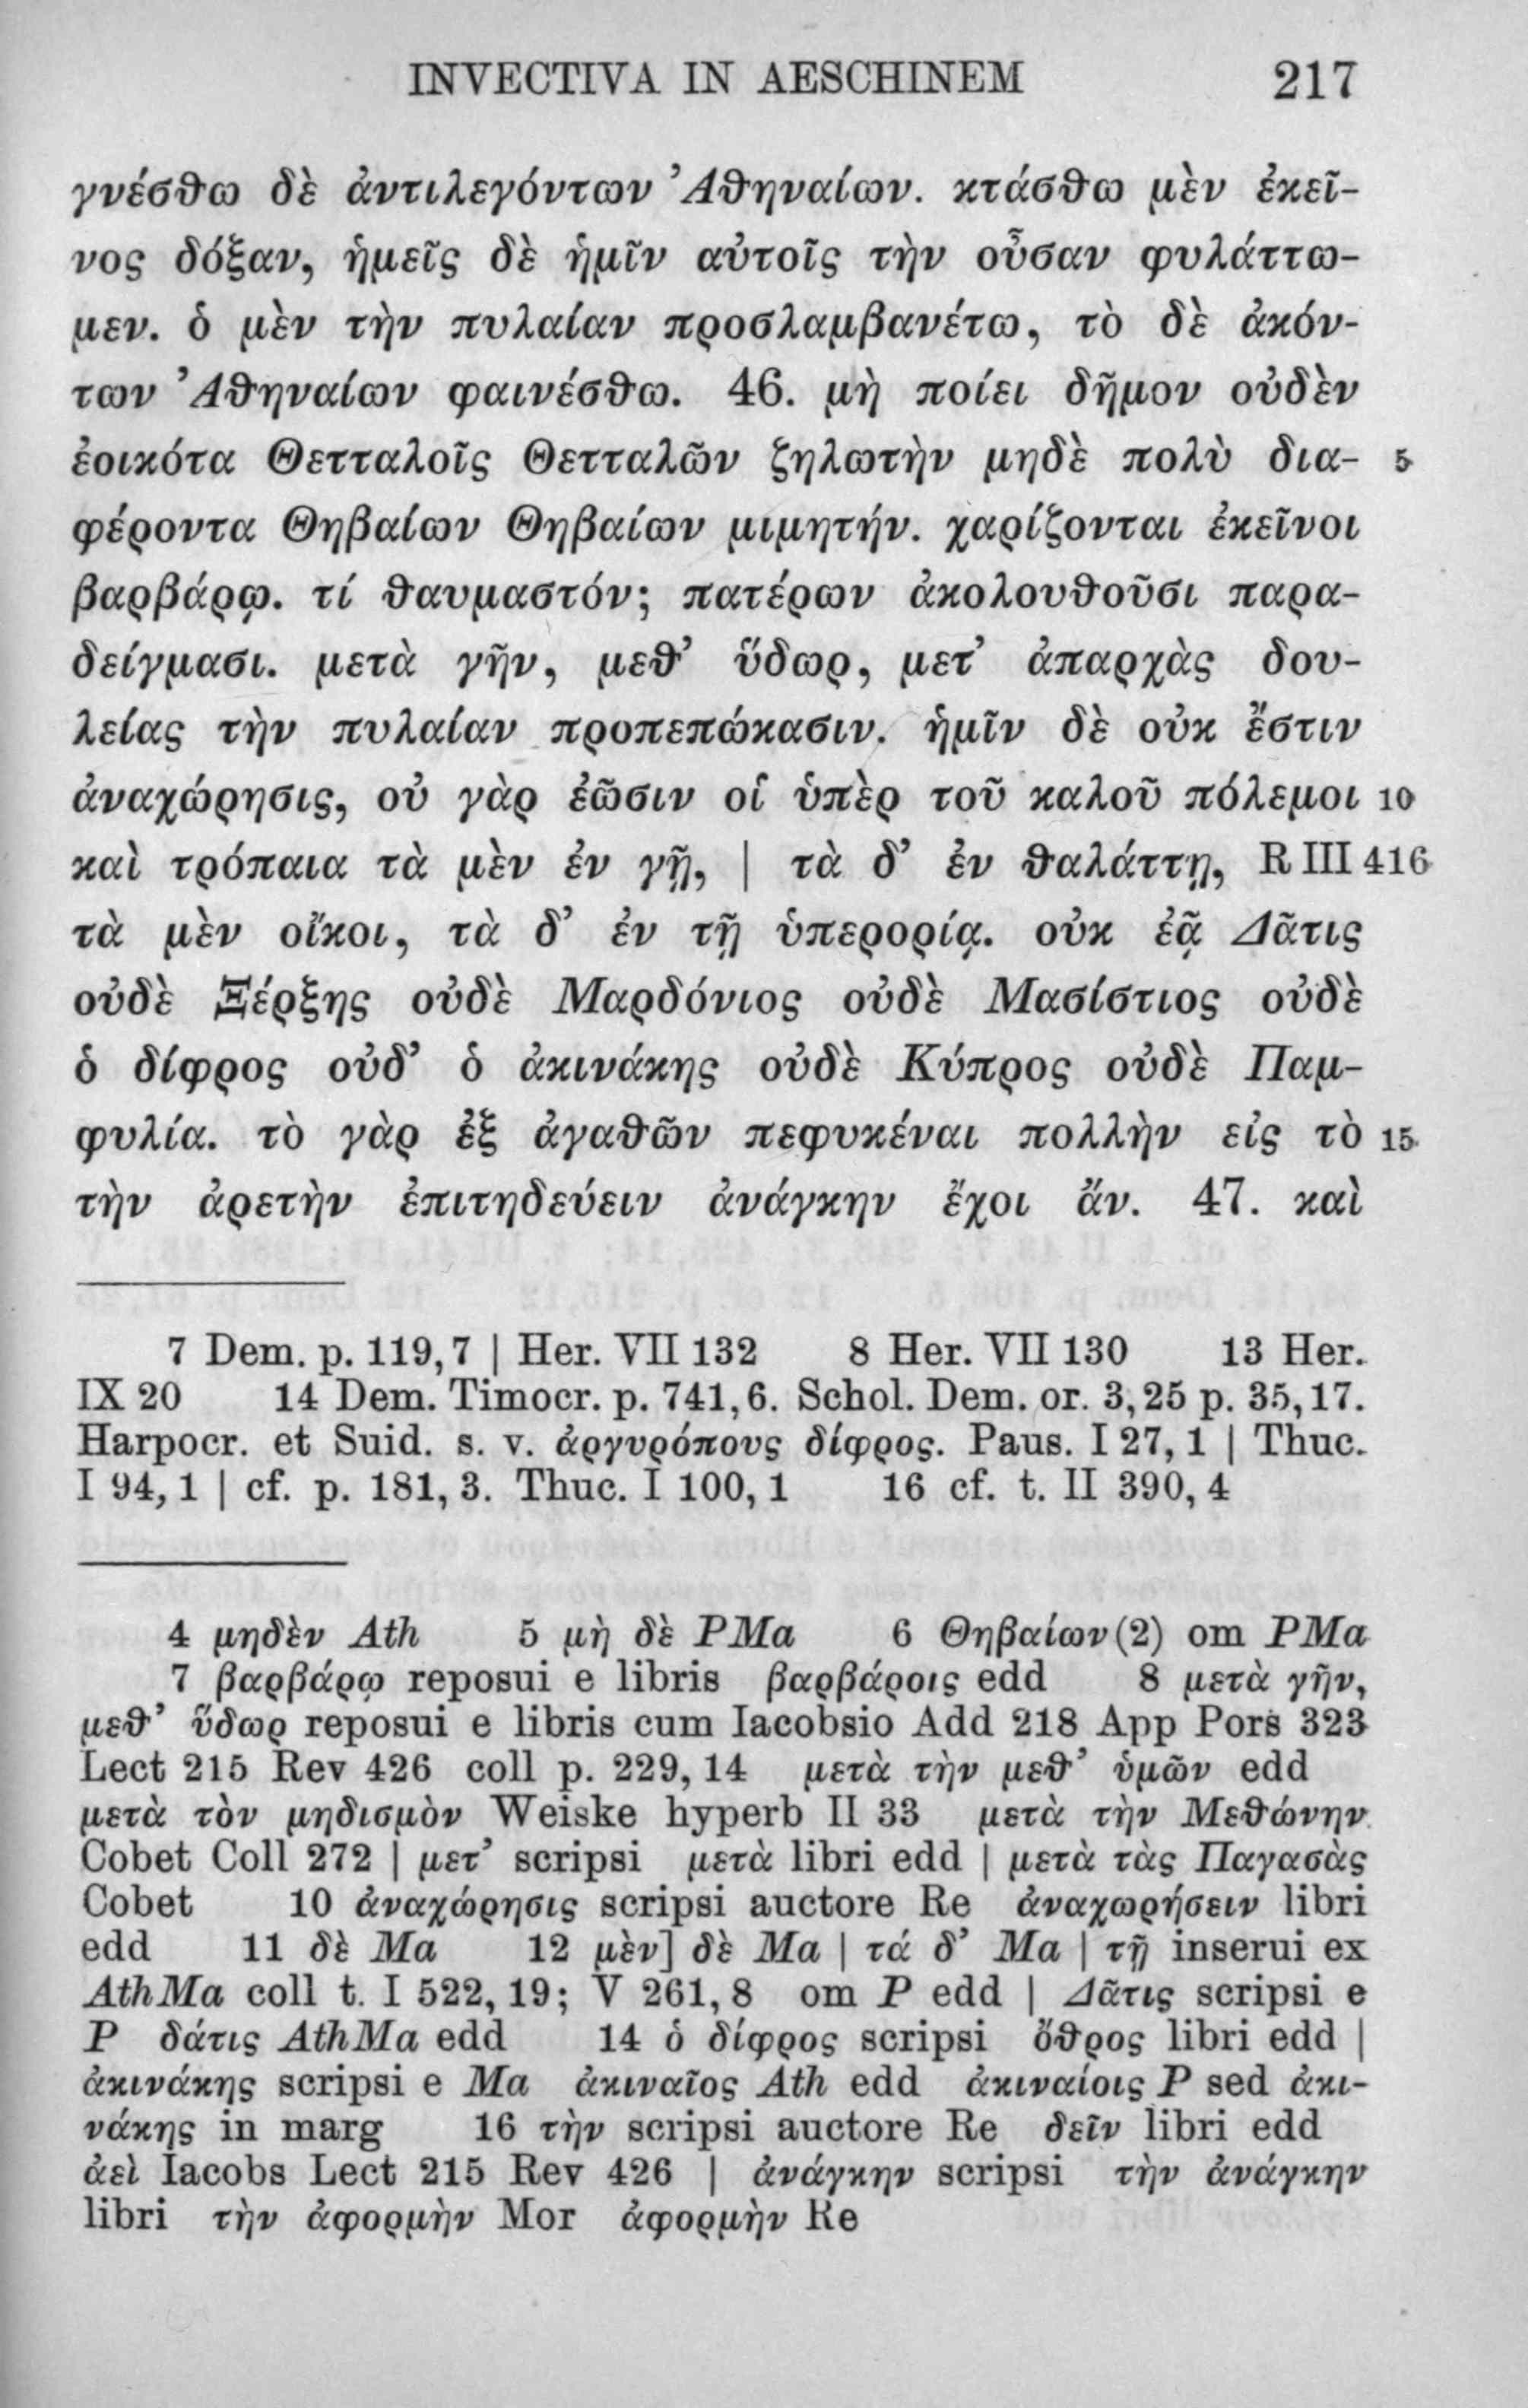 INVECTIVA IN AESCHINEM 217
γνέσθω δὲ ἀντιλεγόντων Ἀθηναίων. κτάσθω μὲν ἐκεῖ-
νος δόξαν, ἡμεῖς δὲ ἡμῖν αὐτοῖς τὴν οὖσαν φυλάττω-
μεν. ὁ μὲν τὴν πυλαίαν προσλαμβανέτω, τὸ δὲ ἀκόν-
των Ἀθηναίων φαινέσθω. 46. μὴ ποίει δῆμον οὐδὲν
ἐοικότα Θετταλοῖς Θετταλῶν ζηλωτὴν μηδὲ πολὺ δια- 5
φέροντα Θηβαίων Θηβαίων μιμητήν. χαρίζονται ἐκεῖνοι
βαρβάρῳ. τί θαυμαστόν; πατέρων ἀκολουθοῦσι παρα-
δείγμασι. μετὰ γῆν, μεθ’ ὕδωρ, μετ’ ἀπαρχὰς δου-
λείας τὴν πυλαίαν προπεπώκασιν. ἡμῖν δὲ οὐκ ἔστιν
ἀναχώρησις, οὐ γὰρ ἐῶσιν οἱ ὑπὲρ τοῦ καλοῦ πόλεμοι 10
καὶ τρόπαια τὰ μὲν ἐν γῇ, | τὰ δ’ ἐν θαλάττῃ, R III 416
τὰ μὲν οἴκοι, τὰ δ’ ἐν τῇ ὑπερορίᾳ. οὐκ ἐᾷ Δᾶτις
οὐδὲ Ξέρξης οὐδὲ Μαρδόνιος οὐδὲ Μασίστιος οὐδὲ
ὁ δίφρος οὐδ’ ὁ ἀκινάκης οὐδὲ Κύπρος οὐδὲ Παμ-
φυλία. τὸ γὰρ ἐξ ἀγαθῶν πεφυκέναι πολλὴν εἰς τὸ 15
τὴν ἀρετὴν ἐπιτηδεύειν ἀνάγκην ἔχοι ἄν. 47. καὶ
7 Dem. p. 119,7 | Her. VII 132 8 Her. VII 130 13 Her.
IX 20 14 Dem. Timocr. p. 741,6. Schol. Dem. or. 3,25 p. 35,17.
Harpocr. et Suid. s. v. ἀργυρόπους δίφρος. Paus. I 27, 1 | Thuc.
I 94, 1 | cf. p. 181, 3. Thuc. I 100, 1 16 cf. t. II 390, 4
4 μηδὲν Ath 5 μὴ δὲ PMa 6 Θηβαίων (2) om PMa
7 βαρβάρῳ reposui e libris βαρβάροις edd 8 μετὰ γῆν,
μεθ’ ὕδωρ reposui e libris cum Iacobsio Add 218 App Pors 323
Lect 215 Rev 426 coll p. 229, 14 μετὰ τὴν μεθ’ ὑμῶν edd
μετὰ τὸν μηδισμὸν Weiske hyperb II 33 μετὰ τὴν Μεθώνην
Cobet Coll 272 | μετ’ scripsi μετὰ libri edd | μετὰ τὰς Παγασὰς
Cobet 10 ἀναχώρησις scripsi auctore Re ἀναχωρήσειν libri
edd 11 δὲ Ma 12 μὲν] δὲ Ma | τά δ’ Ma | τῇ inserui ex
AthMa coll t. I 522, 19; V 261, 8 om P edd | Δᾶτις scripsi e
P δάτις AthMa edd 14 ὁ δίφρος scripsi ὄθρος libri edd |
ἀκινάκης scripsi e Ma ἀκιναῖος Ath edd ἀκιναίοις P sed ἀκι-
νάκης in marg 16 τὴν scripsi auctore Re δεῖν libri edd
ἀεὶ Iacobs Lect 215 Rev 426 | ἀνάγκην scripsi τὴν ἀνάγκην
libri τὴν ἀφορμὴν Mor ἀφορμὴν Re